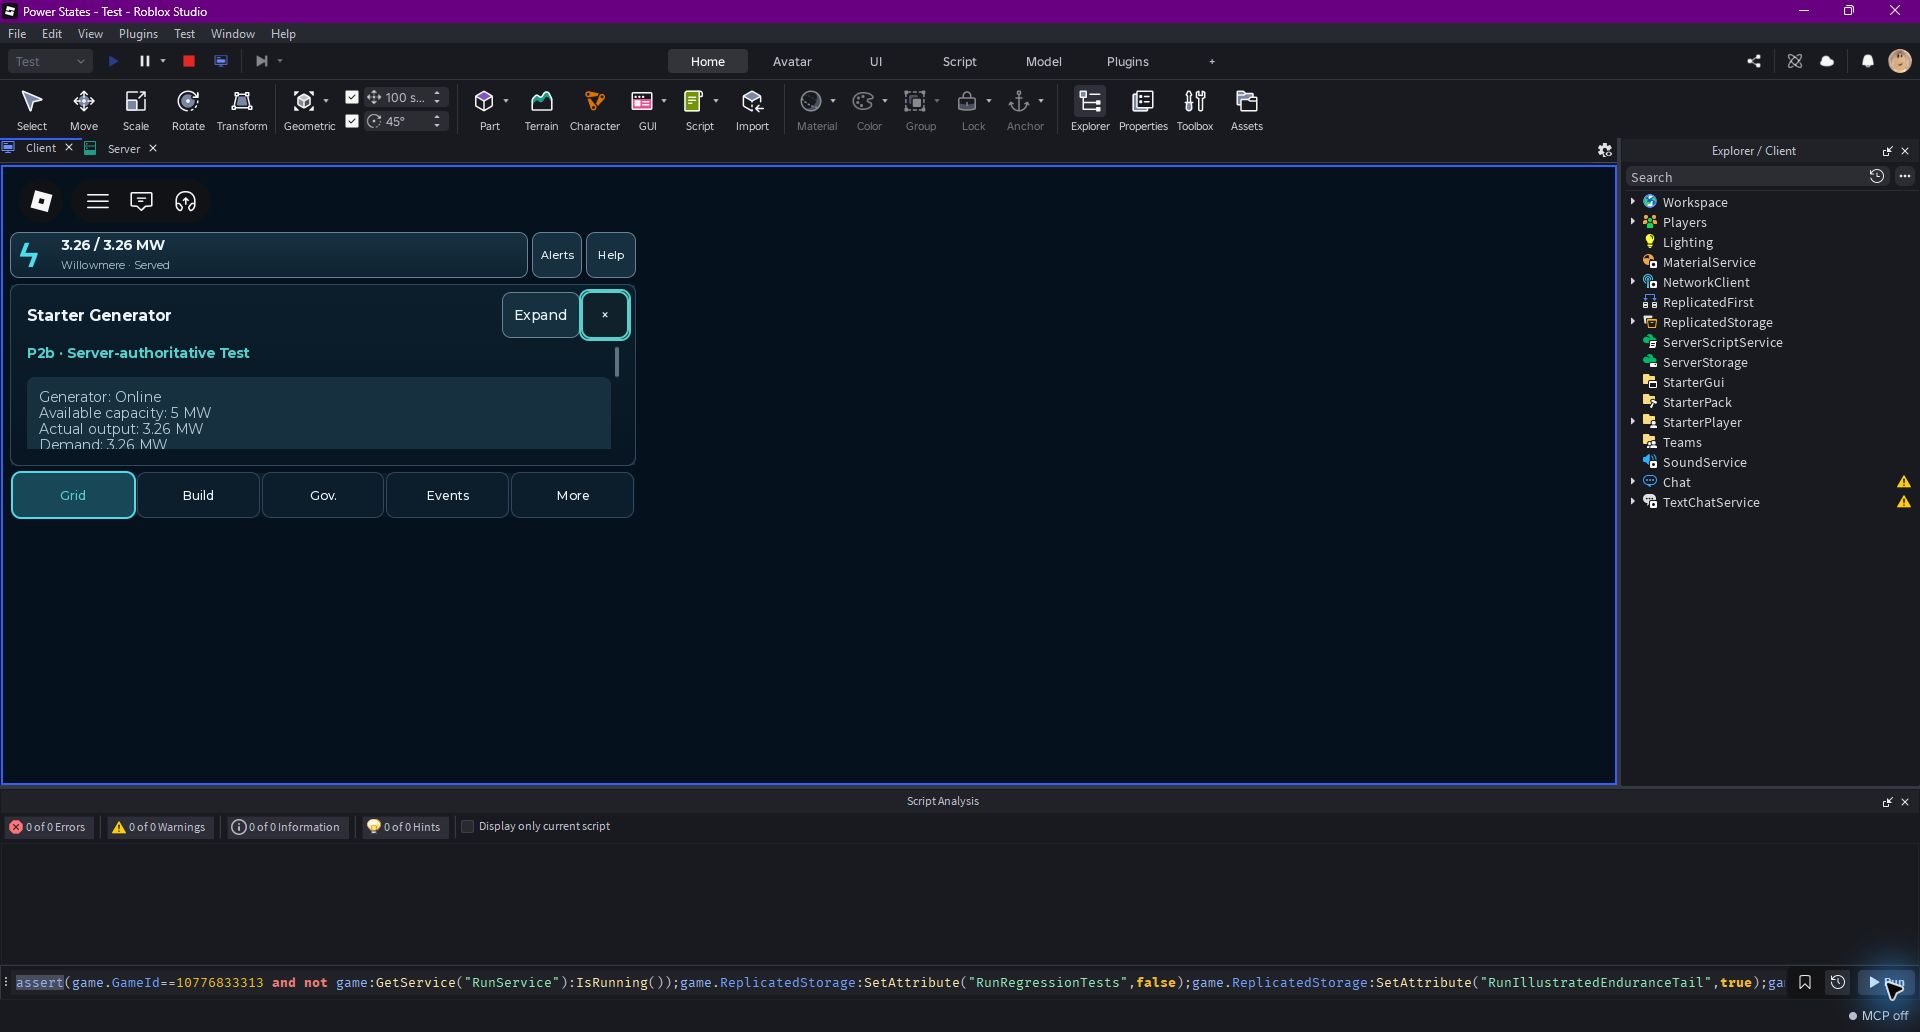 Power States - Test - Roblox Studio
File Edit View Plugins Test Window Help
Test
Home Avatar UI Script Model Plugins +
100 s...
45°
Select Move Scale Rotate Transform Geometric Part Terrain Character GUI Script Import Material Color Group Lock Anchor Explorer Properties Toolbox Assets
Client × Server ×
Explorer / Client
Search
Workspace
Players
Lighting
MaterialService
NetworkClient
ReplicatedFirst
ReplicatedStorage
ServerScriptService
ServerStorage
StarterGui
StarterPack
StarterPlayer
Teams
SoundService
Chat
TextChatService
3.26 / 3.26 MW
Willowmere · Served
Alerts
Help
Starter Generator
Expand
×
P2b · Server-authoritative Test
Generator: Online
Available capacity: 5 MW
Actual output: 3.26 MW
Demand: 3.26 MW
Grid Build Gov. Events More
Script Analysis
0 of 0 Errors 0 of 0 Warnings 0 of 0 Information 0 of 0 Hints Display only current script
assert(game.GameId==10776833313 and not game:GetService("RunService"):IsRunning());game.ReplicatedStorage:SetAttribute("RunRegressionTests",false);game.ReplicatedStorage:SetAttribute("RunIllustratedEnduranceTail",true);ga
MCP off